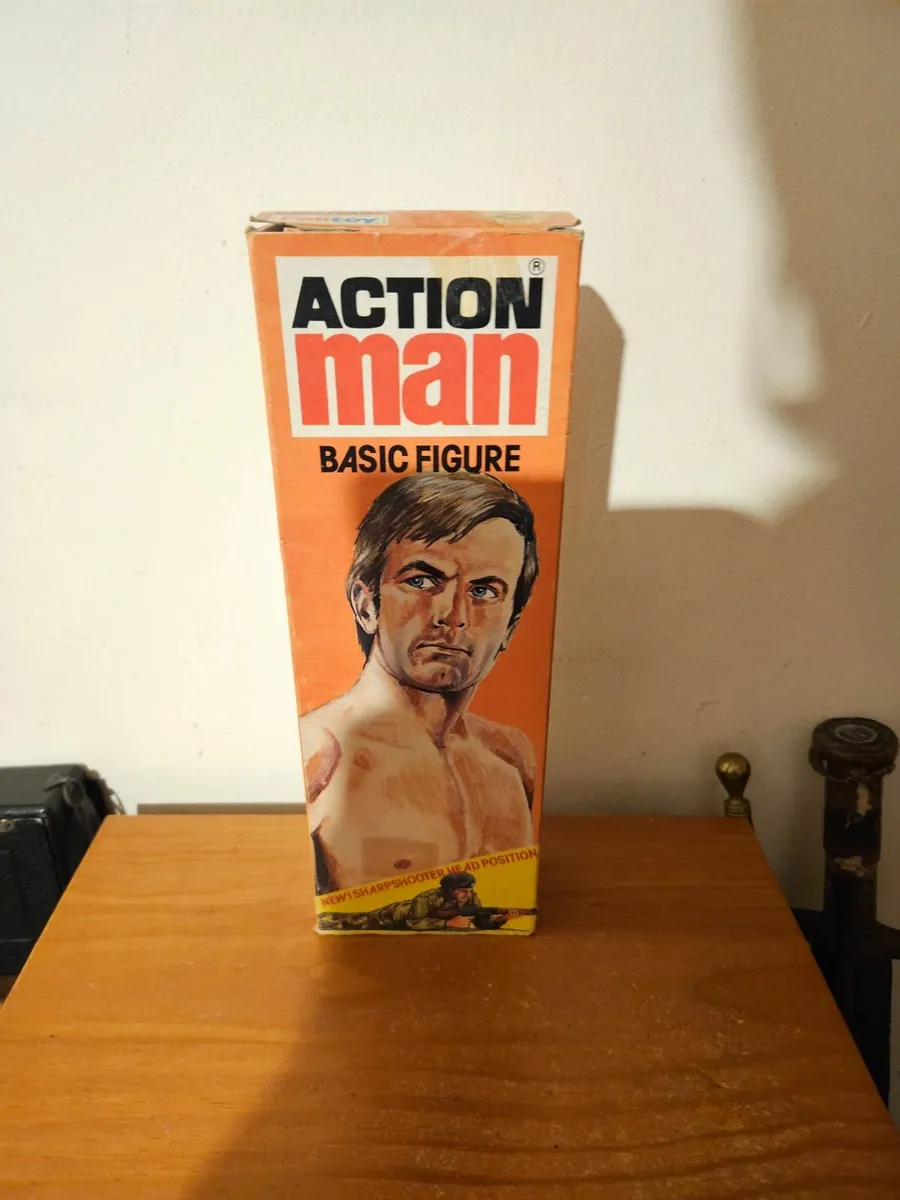 ACTION®
man
BASIC FIGURE
NEW! SHARPSHOOTER HEAD POSITION